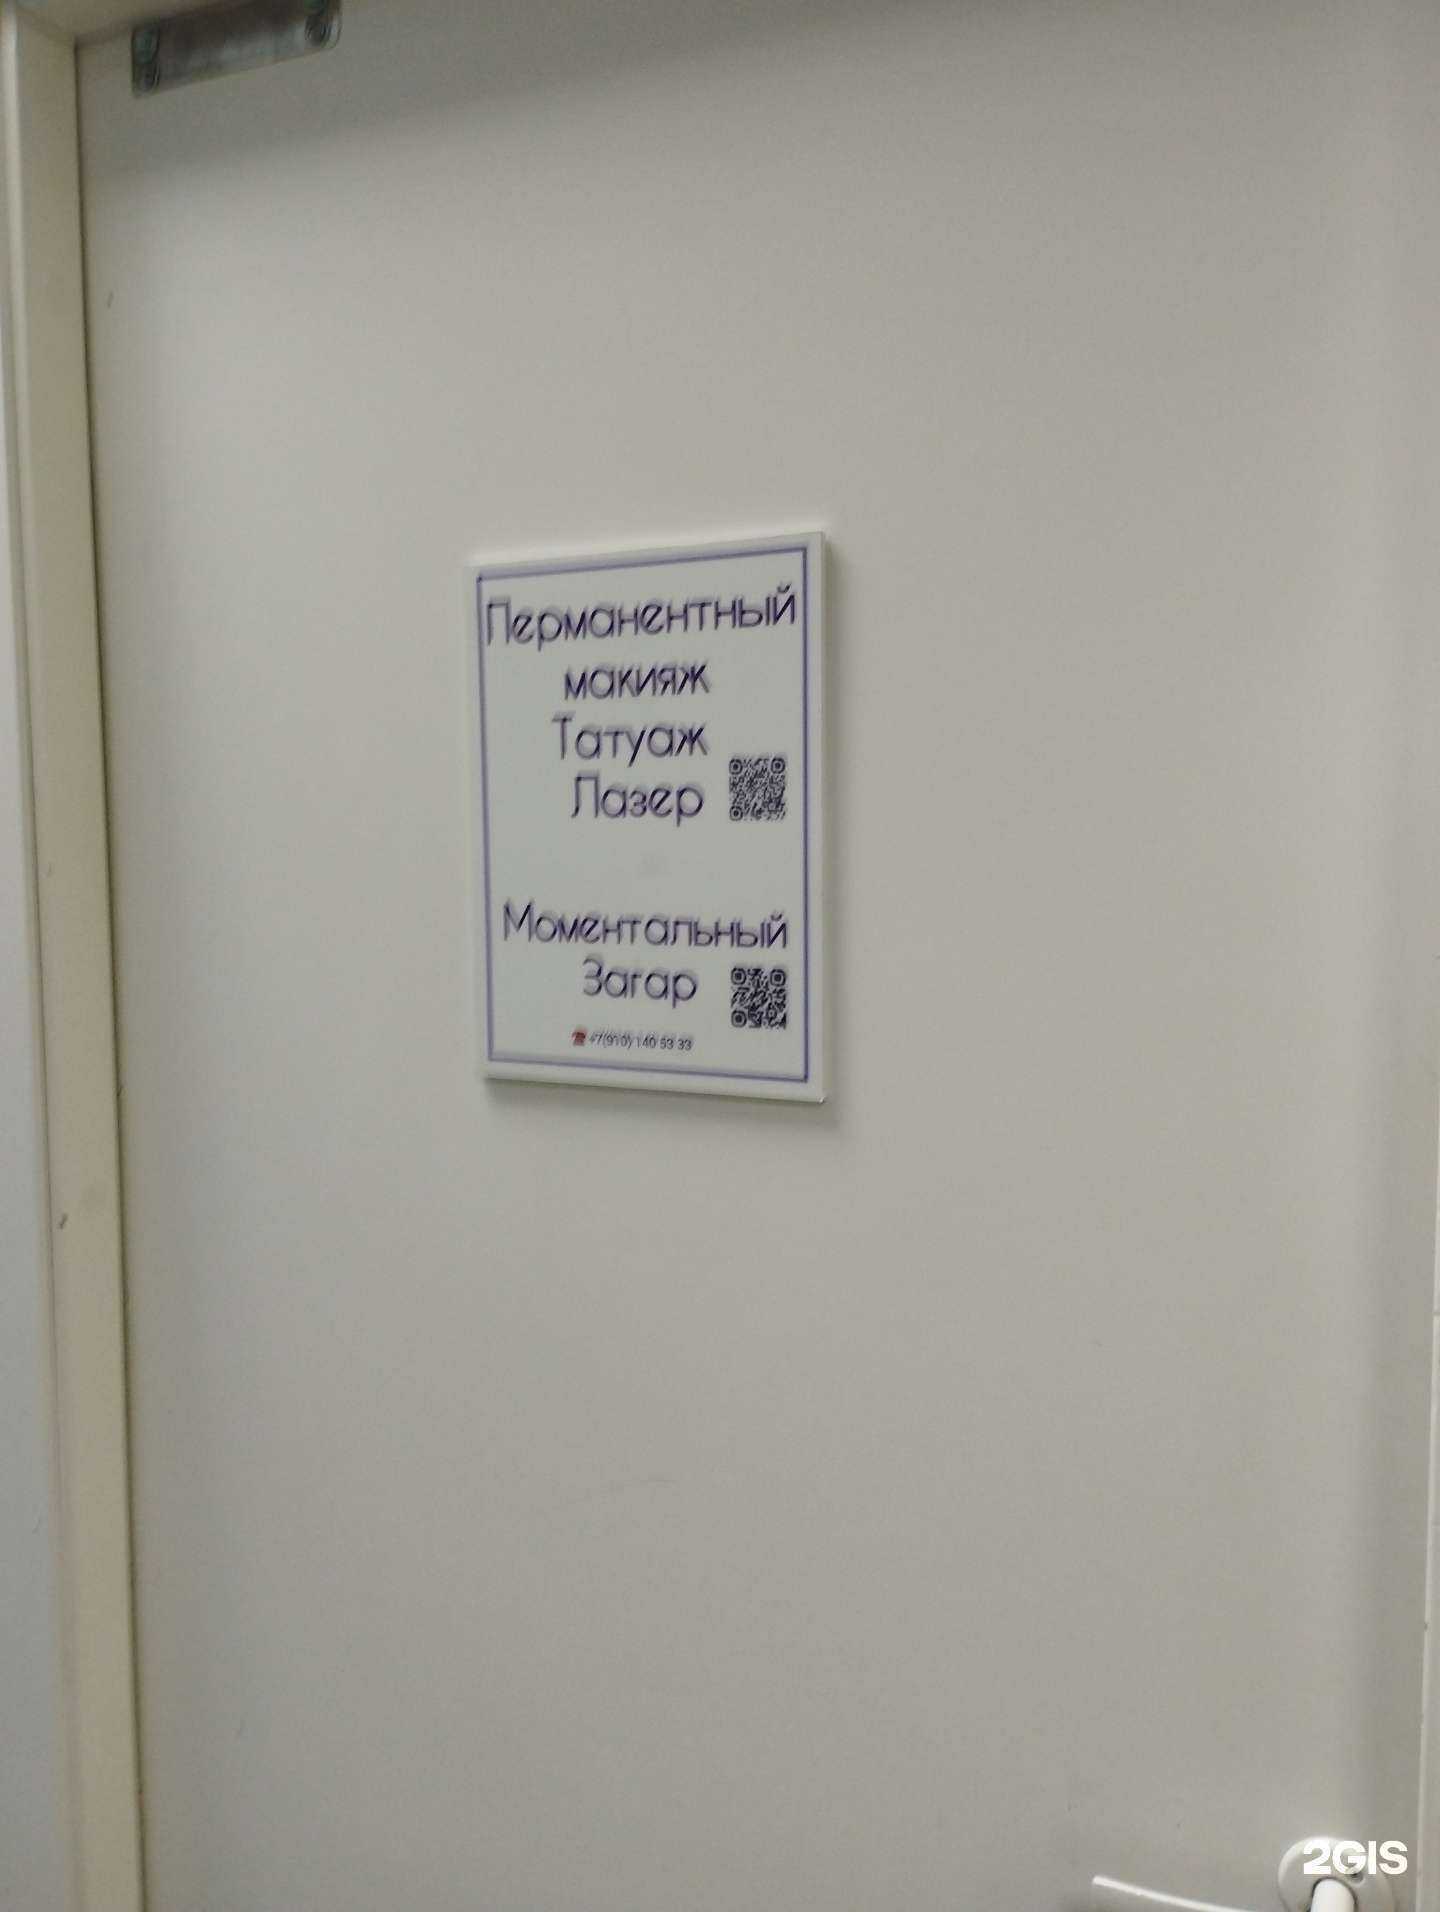 Перманентный
макияж
Татуаж
Лазер
Моментальный
Загар
+7(910) 140 53 33
2GIS